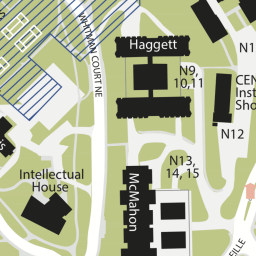 WHITMAN COURT NE
Haggett
N1
N9,
10,11
CEN
Inst
Sho
N12
N13,
14, 15
Intellectual
House
McMahon